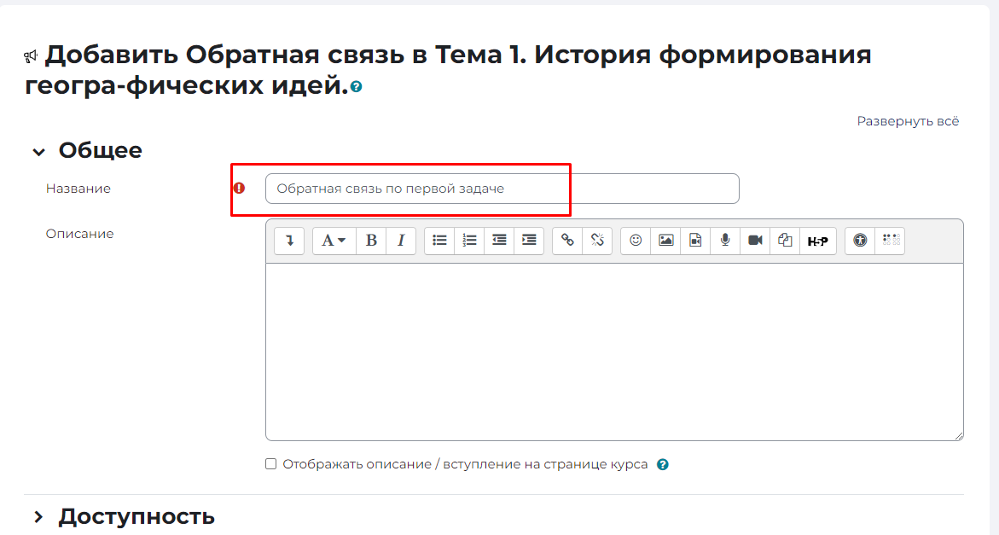 Добавить Обратная связь в Тема 1. История формирования
геогра-фических идей.
Развернуть всё
Общее
Название
Обратная связь по первой задаче
Описание
A B I H5P
Отображать описание / вступление на странице курса
Доступность